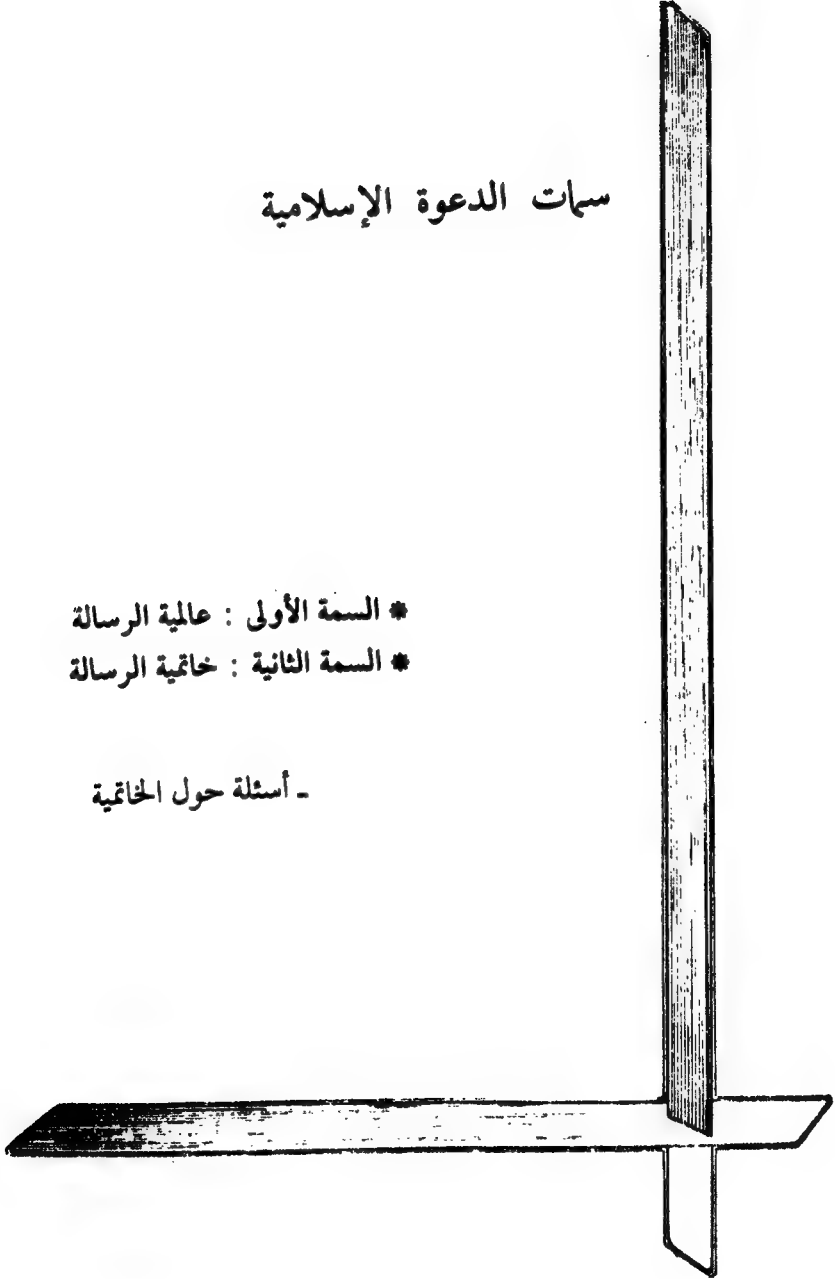 سمات الدعوة الإسلامية
* السمة الأولى : عالمية الرسالة
* السمة الثانية : خاتمية الرسالة
ـ أسئلة حول الخاتمية